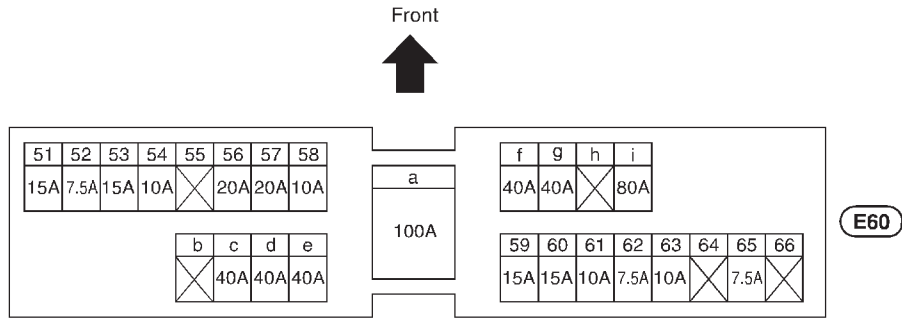 Front
51 52 53 54 55 56 57 58
15A 7.5A 15A 10A 20A 20A 10A
a
100A
f g h i
40A 40A 80A
E60
b c d e
40A 40A 40A
59 60 61 62 63 64 65 66
15A 15A 10A 7.5A 10A 7.5A